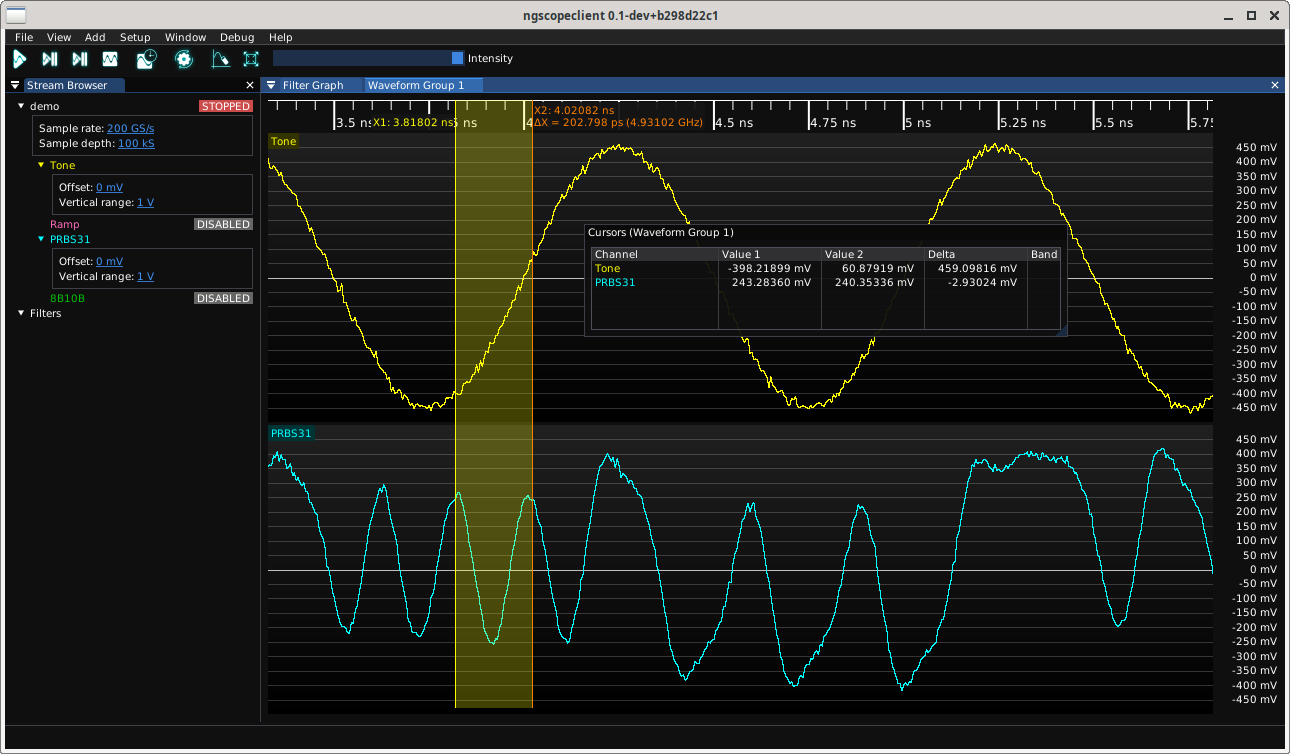 ngscopeclient 0.1-dev+b298d22c1
File View Add Setup Window Debug Help
Intensity
Stream Browser
Filter Graph Waveform Group 1
demo STOPPED
Sample rate: 200 GS/s
Sample depth: 100 kS
Tone
Offset: 0 mV
Vertical range: 1 V
Ramp DISABLED
PRBS31
Offset: 0 mV
Vertical range: 1 V
8B10B DISABLED
Filters
X2: 4.02082 ns
3.5 ns X1: 3.81802 ns ns 4 ΔX = 202.798 ps (4.93102 GHz) 4.5 ns 4.75 ns 5 ns 5.25 ns 5.5 ns 5.75
Tone
450 mV
400 mV
350 mV
300 mV
250 mV
200 mV
150 mV
100 mV
50 mV
0 mV
-50 mV
-100 mV
-150 mV
-200 mV
-250 mV
-300 mV
-350 mV
-400 mV
-450 mV
Cursors (Waveform Group 1)
Channel Value 1 Value 2 Delta Band
Tone -398.21899 mV 60.87919 mV 459.09816 mV
PRBS31 243.28360 mV 240.35336 mV -2.93024 mV
PRBS31
450 mV
400 mV
350 mV
300 mV
250 mV
200 mV
150 mV
100 mV
50 mV
0 mV
-50 mV
-100 mV
-150 mV
-200 mV
-250 mV
-300 mV
-350 mV
-400 mV
-450 mV